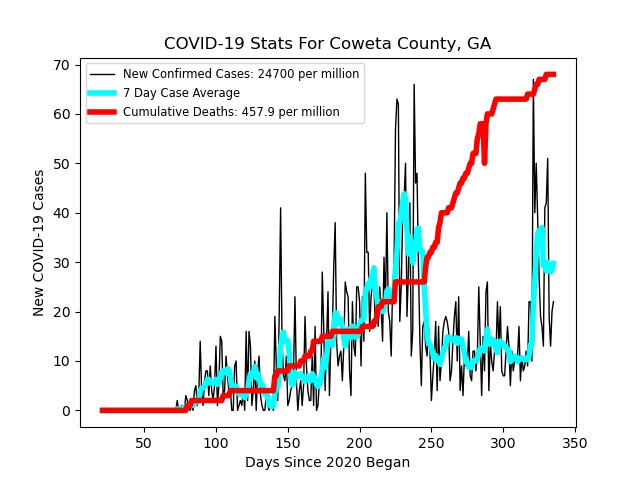 COVID-19 Stats For Coweta County, GA
New Confirmed Cases: 24700 per million
7 Day Case Average
Cumulative Deaths: 457.9 per million
New COVID-19 Cases
70
60
50
40
30
20
10
0
50 100 150 200 250 300 350
Days Since 2020 Began